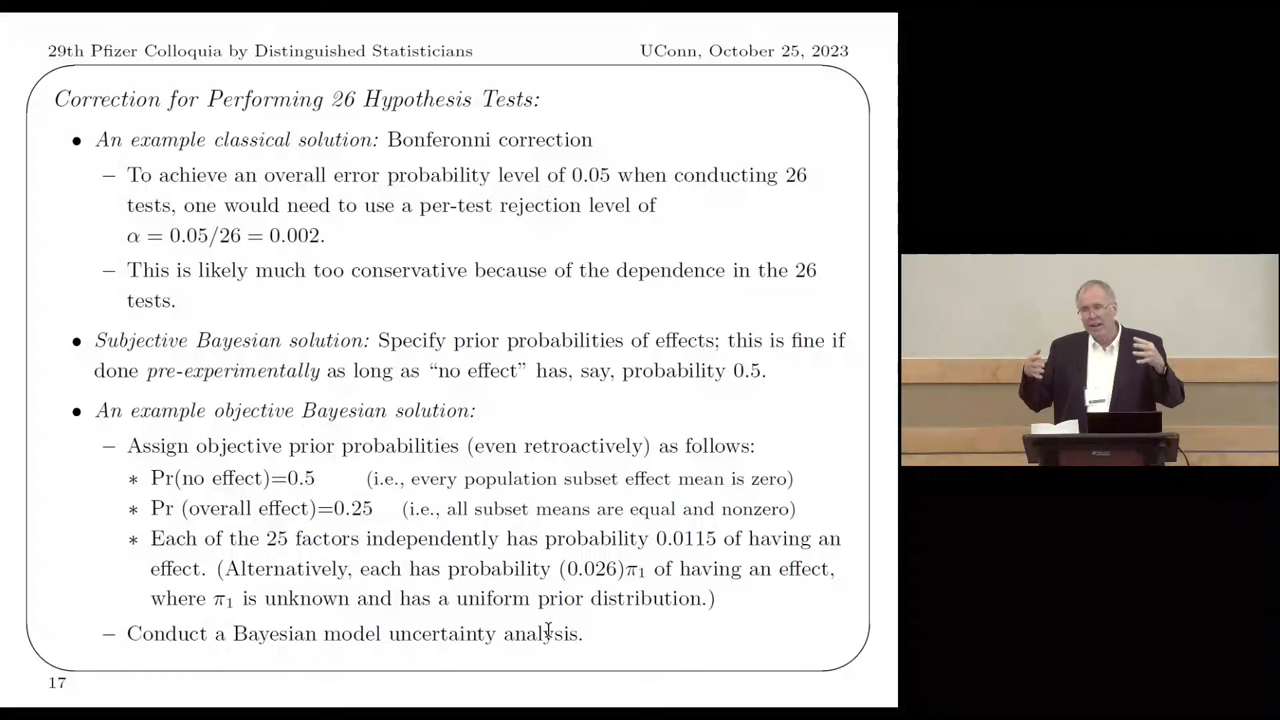 29th Pfizer Colloquia by Distinguished Statisticians UConn, October 25, 2023
Correction for Performing 26 Hypothesis Tests:
• An example classical solution: Bonferonni correction
– To achieve an overall error probability level of 0.05 when conducting 26
tests, one would need to use a per-test rejection level of
α = 0.05/26 = 0.002.
– This is likely much too conservative because of the dependence in the 26
tests.
• Subjective Bayesian solution: Specify prior probabilities of effects; this is fine if
done pre-experimentally as long as “no effect” has, say, probability 0.5.
• An example objective Bayesian solution:
– Assign objective prior probabilities (even retroactively) as follows:
∗ Pr(no effect)=0.5 (i.e., every population subset effect mean is zero)
∗ Pr (overall effect)=0.25 (i.e., all subset means are equal and nonzero)
∗ Each of the 25 factors independently has probability 0.0115 of having an
effect. (Alternatively, each has probability (0.026)π₁ of having an effect,
where π₁ is unknown and has a uniform prior distribution.)
– Conduct a Bayesian model uncertainty analysis.
17